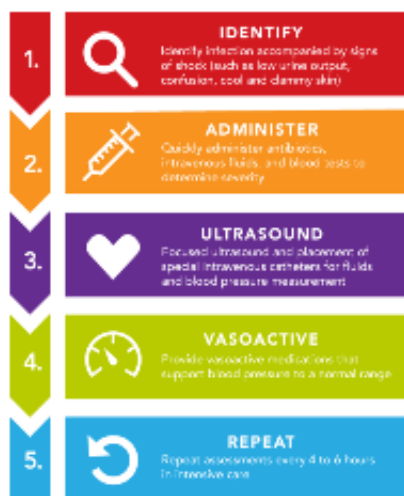 1.
IDENTIFY
Identify infection accompanied by signs
of shock (such as low urine output,
confusion, cool and clammy skin)
2.
ADMINISTER
Quickly administer antibiotics,
intravenous fluids, and blood tests to
determine severity
3.
ULTRASOUND
Focused ultrasound and placement of
special intravenous catheters for fluids
and blood pressure measurement
4.
VASOACTIVE
Provide vasoactive medications that
support blood pressure to a normal range
5.
REPEAT
Repeat assessments every 4 to 6 hours
in intensive care